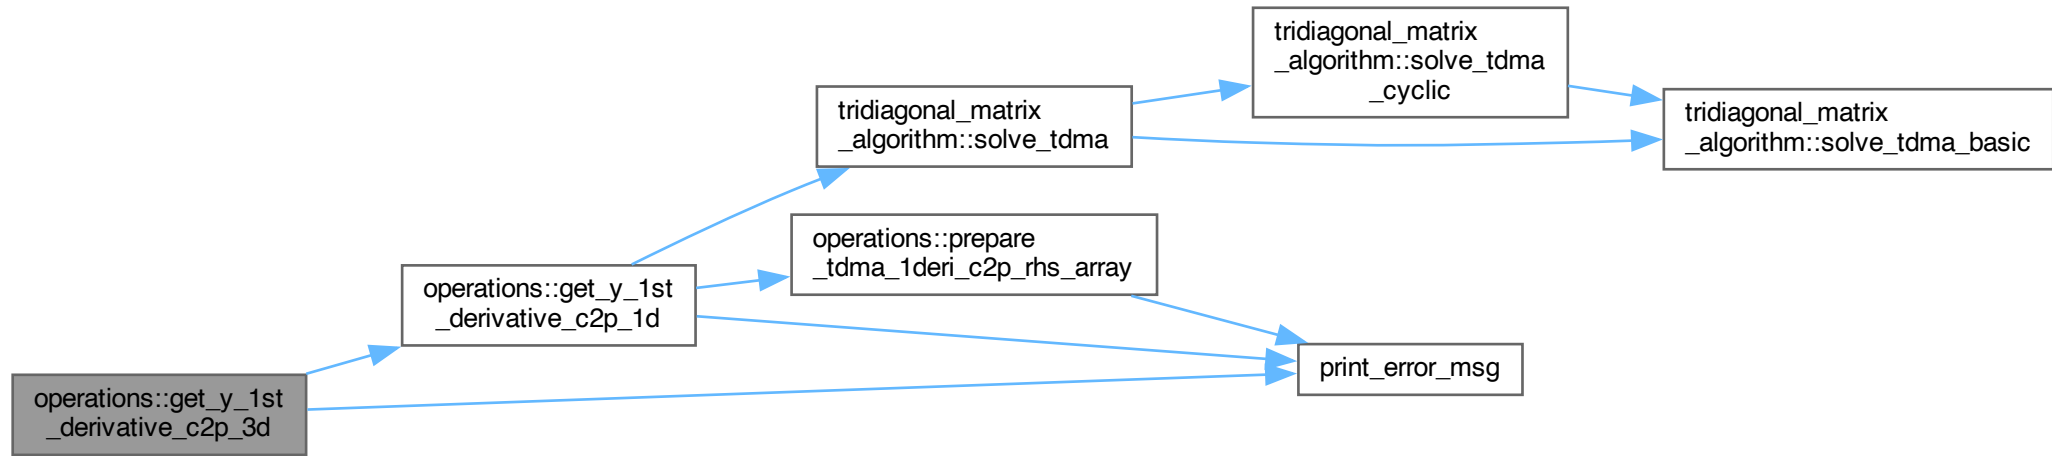 tridiagonal_matrix
_algorithm::solve_tdma
_cyclic
tridiagonal_matrix
_algorithm::solve_tdma
tridiagonal_matrix
_algorithm::solve_tdma_basic
operations::prepare
_tdma_1deri_c2p_rhs_array
operations::get_y_1st
_derivative_c2p_1d
print_error_msg
operations::get_y_1st
_derivative_c2p_3d